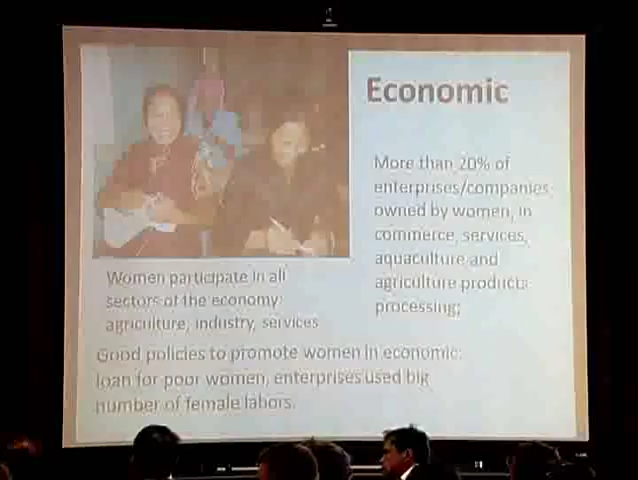 Economic
More than 20% of
enterprises/companies
owned by women, in
commerce, services,
aquaculture and
agriculture products
processing;
Women participate in all
sectors of the economy:
agriculture, industry, services
Good policies to promote women in economic:
loan for poor women, enterprises used big
number of female labors.